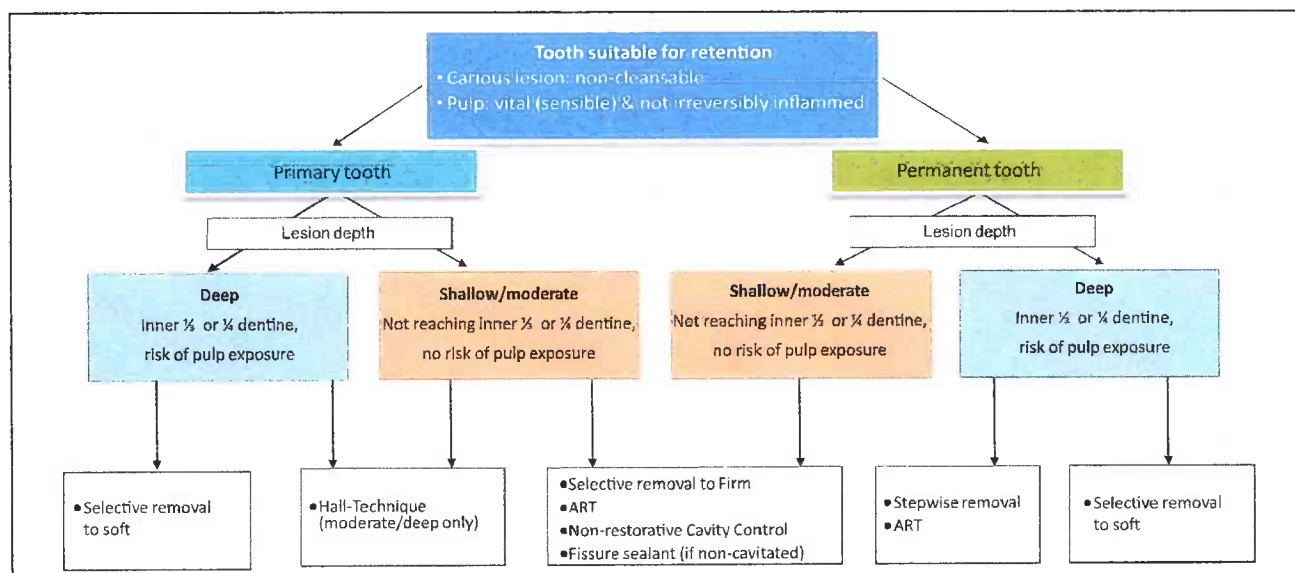 Tooth suitable for retention
• Carious lesion: non-cleansable
• Pulp: vital (sensible) & not irreversibly inflammed
Primary tooth
Permanent tooth
Lesion depth
Lesion depth
Deep
Inner ⅓ or ¼ dentine,
risk of pulp exposure
Shallow/moderate
Not reaching inner ⅓ or ¼ dentine,
no risk of pulp exposure
Shallow/moderate
Not reaching inner ⅓ or ¼ dentine,
no risk of pulp exposure
Deep
Inner ⅓ or ¼ dentine,
risk of pulp exposure
•Selective removal
to soft
•Hall-Technique
(moderate/deep only)
•Selective removal to Firm
•ART
•Non-restorative Cavity Control
•Fissure sealant (if non-cavitated)
•Stepwise removal
•ART
•Selective removal
to soft